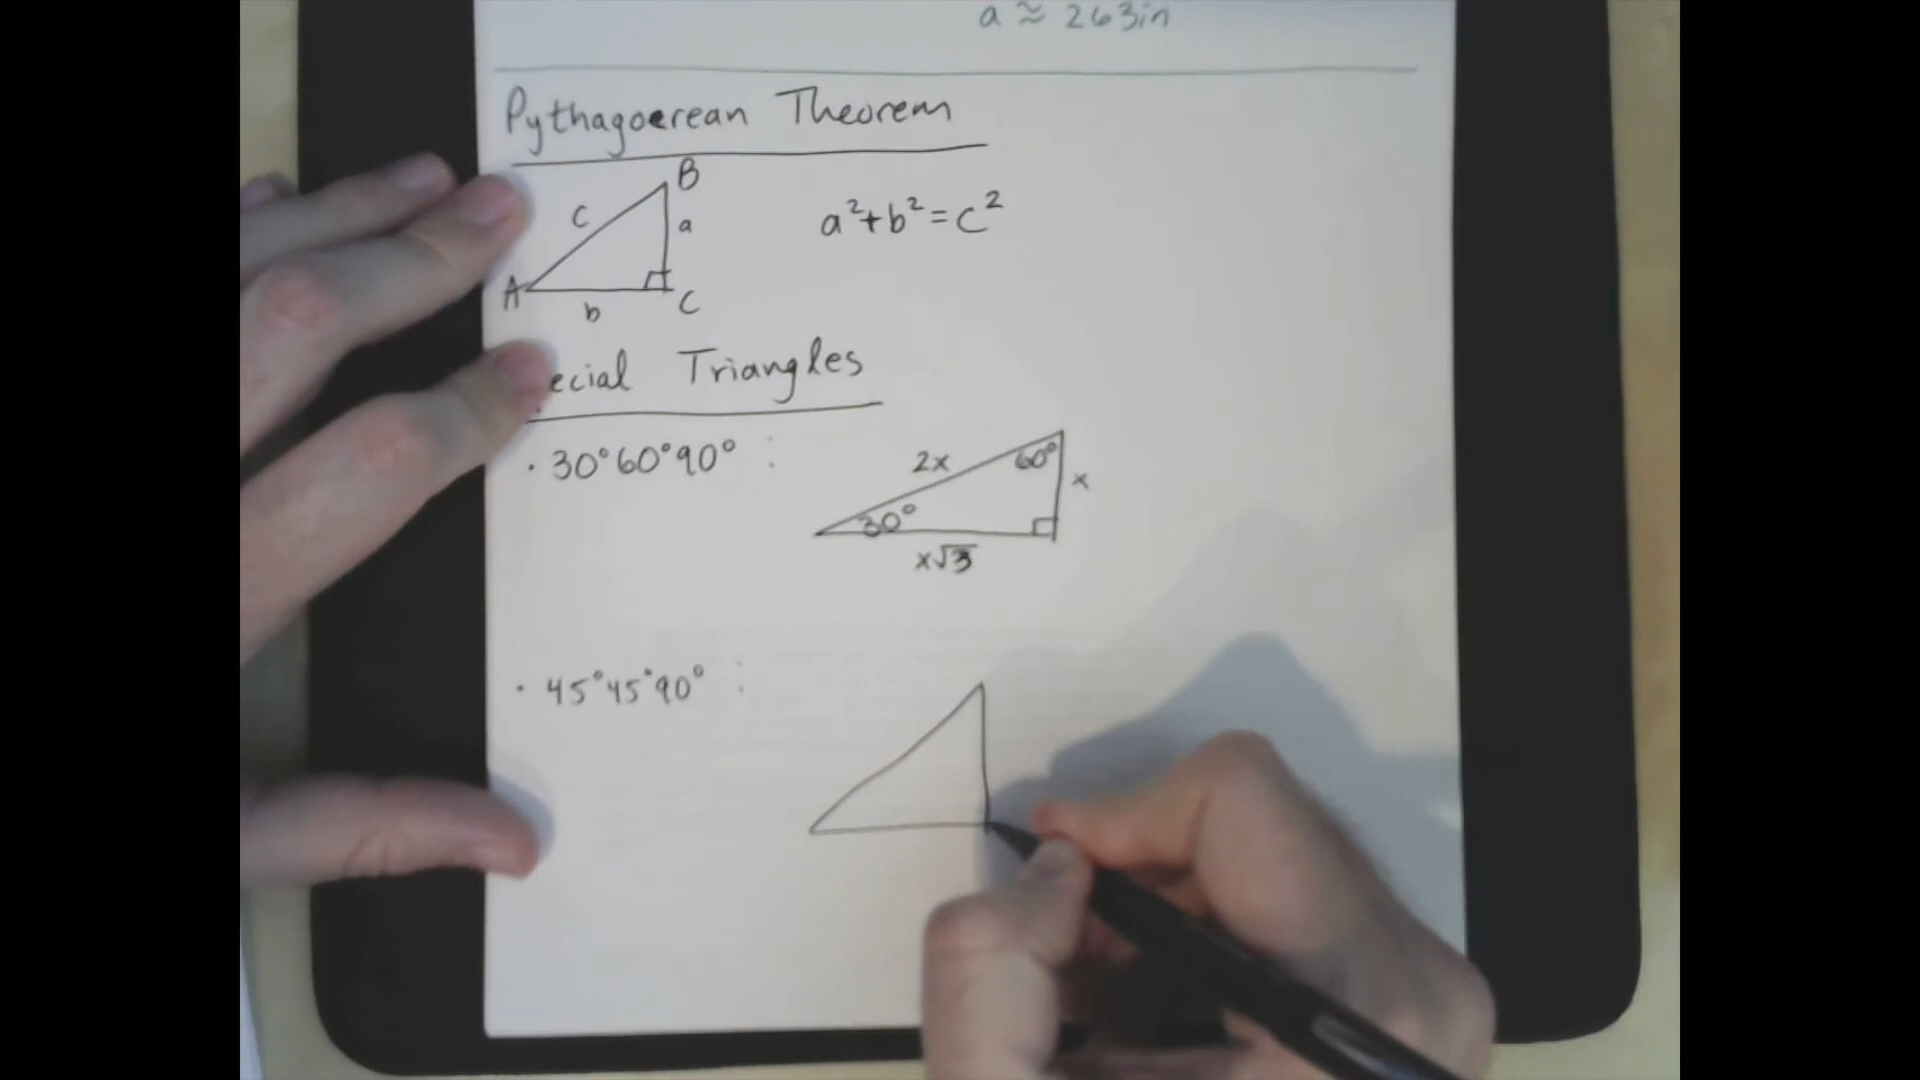 a ≈ 263in
Pythagoerean Theorem
B
c
a
a²+b²=c²
A
b
C
ecial Triangles
· 30°60°90° :
2x
60°
x
30°
x√3
· 45°45°90° :